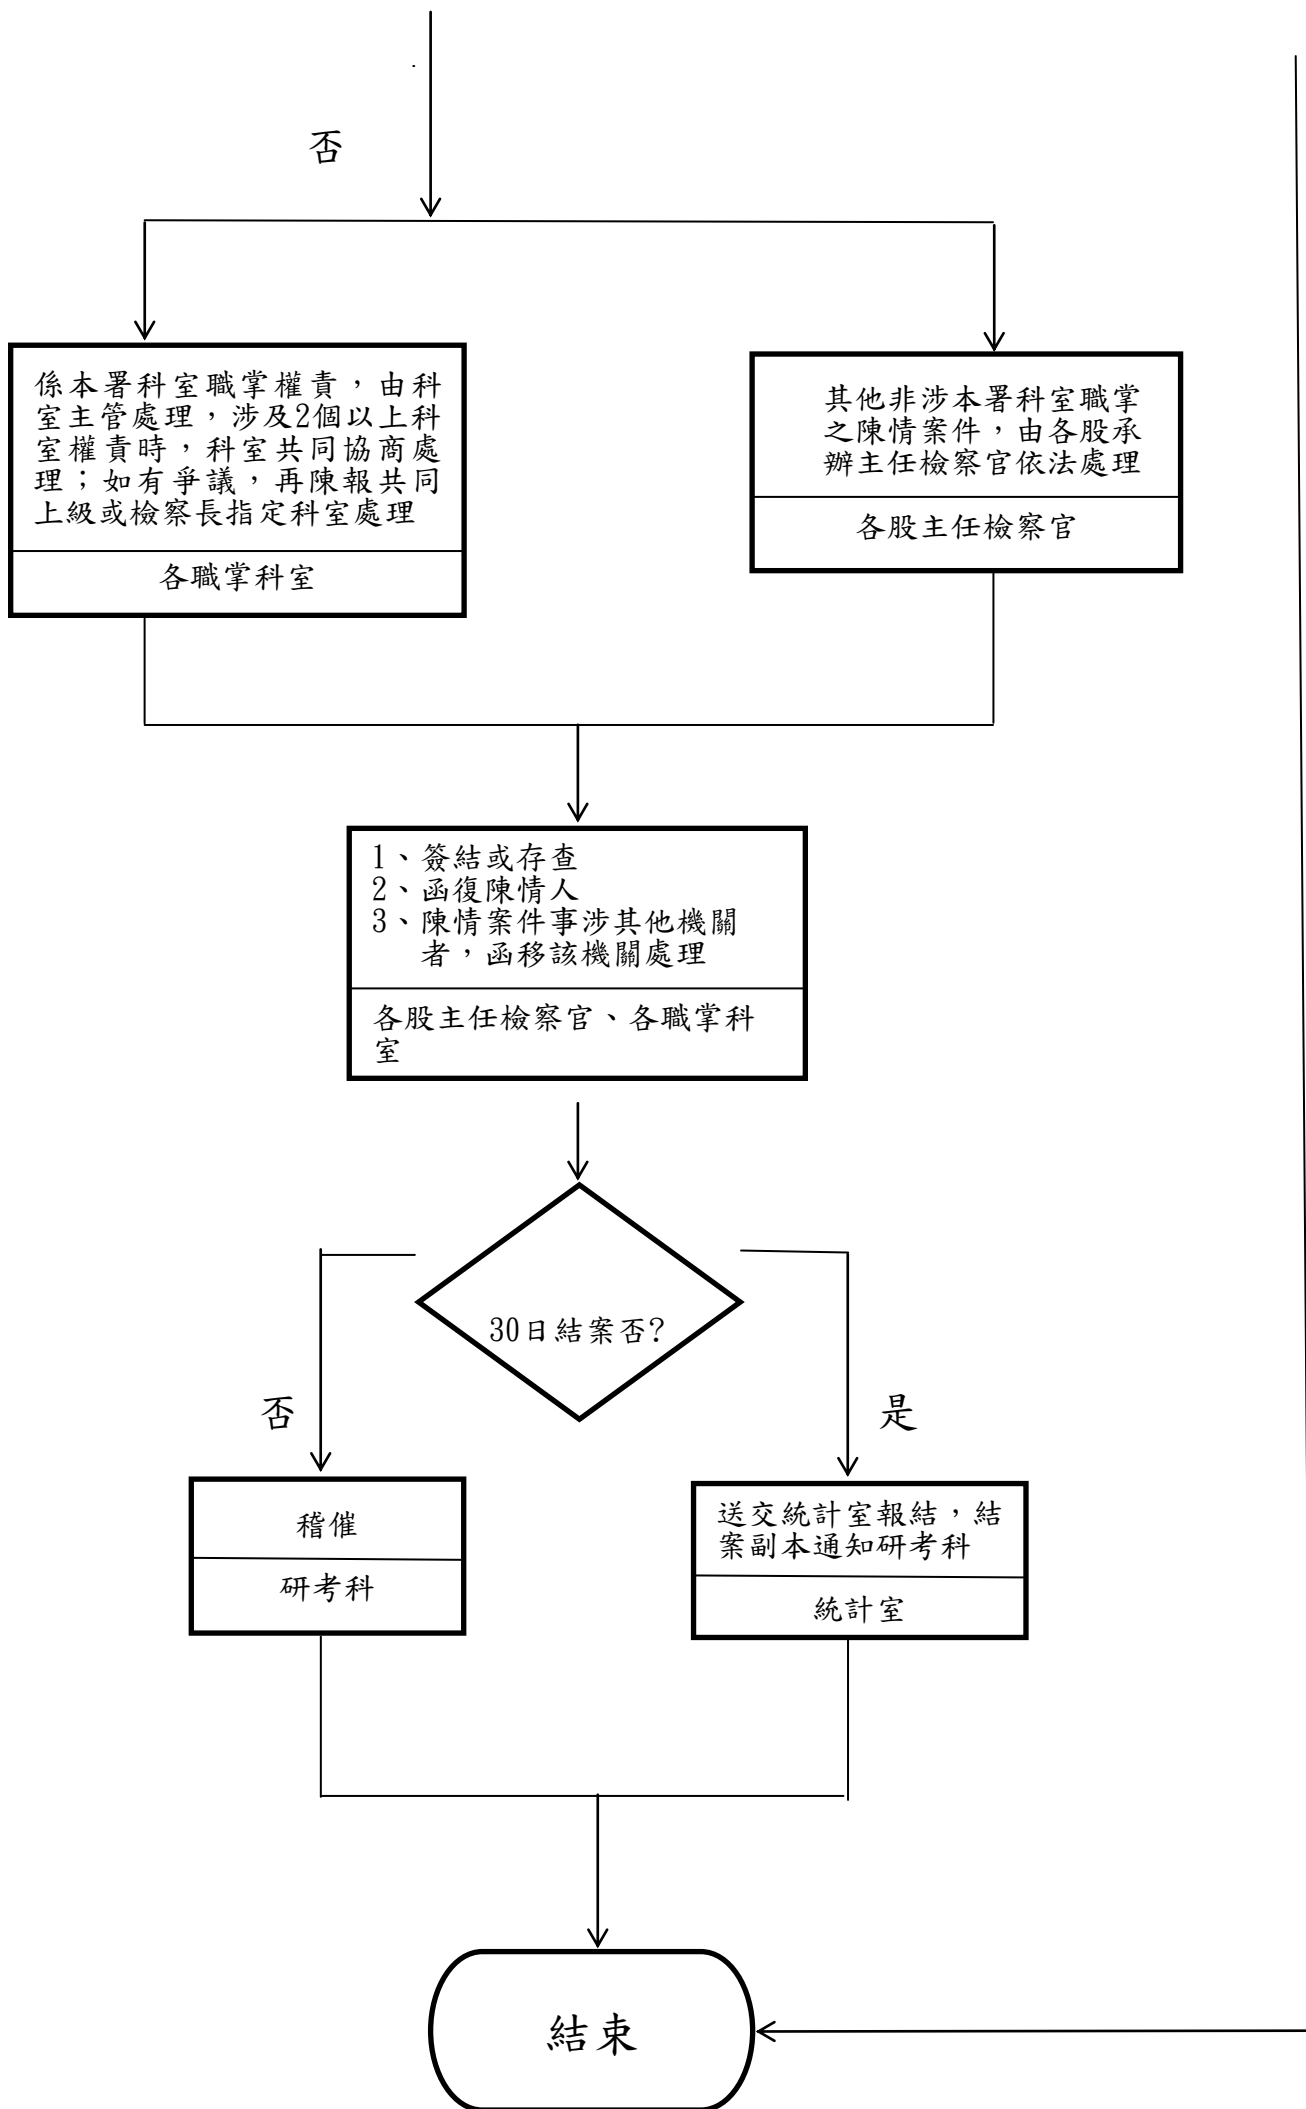 否
係本署科室職掌權責，由科
室主管處理，涉及2個以上科
室權責時，科室共同協商處
理；如有爭議，再陳報共同
上級或檢察長指定科室處理
各職掌科室
其他非涉本署科室職掌
之陳情案件，由各股承
辦主任檢察官依法處理
各股主任檢察官
1、簽結或存查
2、函復陳情人
3、陳情案件事涉其他機關
者，函移該機關處理
各股主任檢察官、各職掌科
室
30日結案否?
否
是
稽催
研考科
送交統計室報結，結
案副本通知研考科
統計室
結束